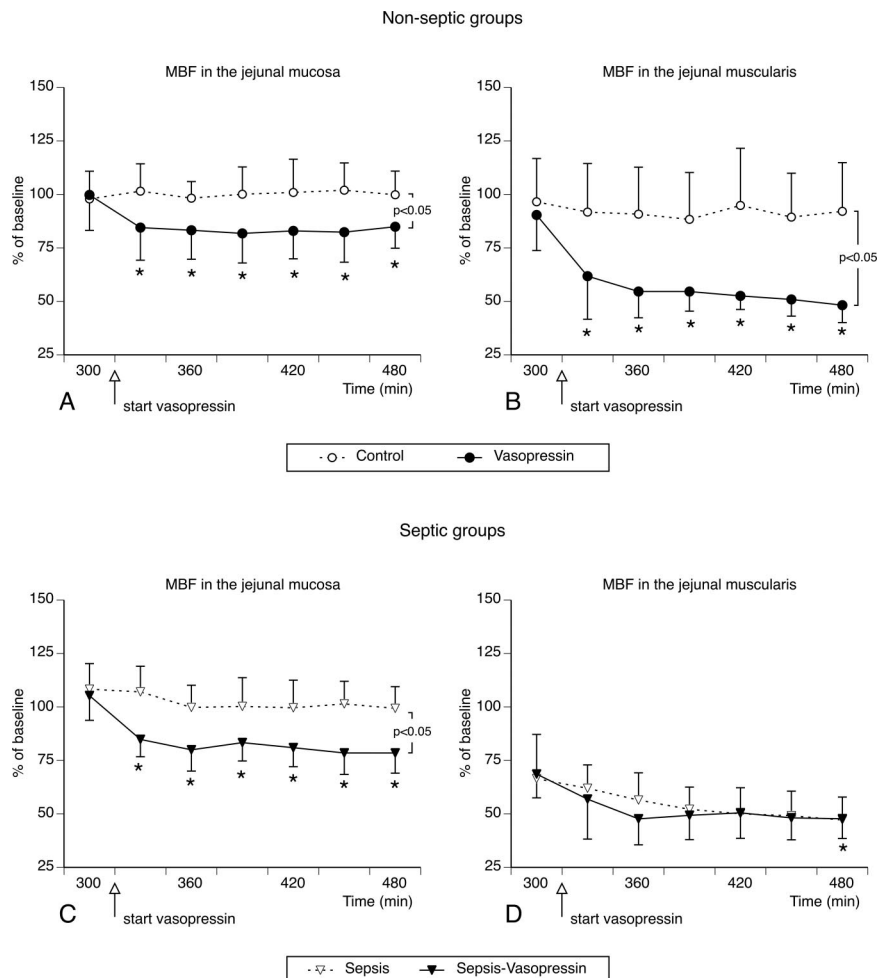 Non-septic groups
MBF in the jejunal mucosa
150
125
100
75
50
25
% of baseline
p<0.05
* * * * * *
300 360 420 480
Time (min)
A
start vasopressin
MBF in the jejunal muscularis
150
125
100
75
50
25
% of baseline
p<0.05
* * * * * *
300 360 420 480
Time (min)
B
start vasopressin
Control Vasopressin
Septic groups
MBF in the jejunal mucosa
150
125
100
75
50
25
% of baseline
p<0.05
* * * * * *
300 360 420 480
Time (min)
C
start vasopressin
MBF in the jejunal muscularis
150
125
100
75
50
25
% of baseline
*
300 360 420 480
Time (min)
D
start vasopressin
Sepsis Sepsis-Vasopressin